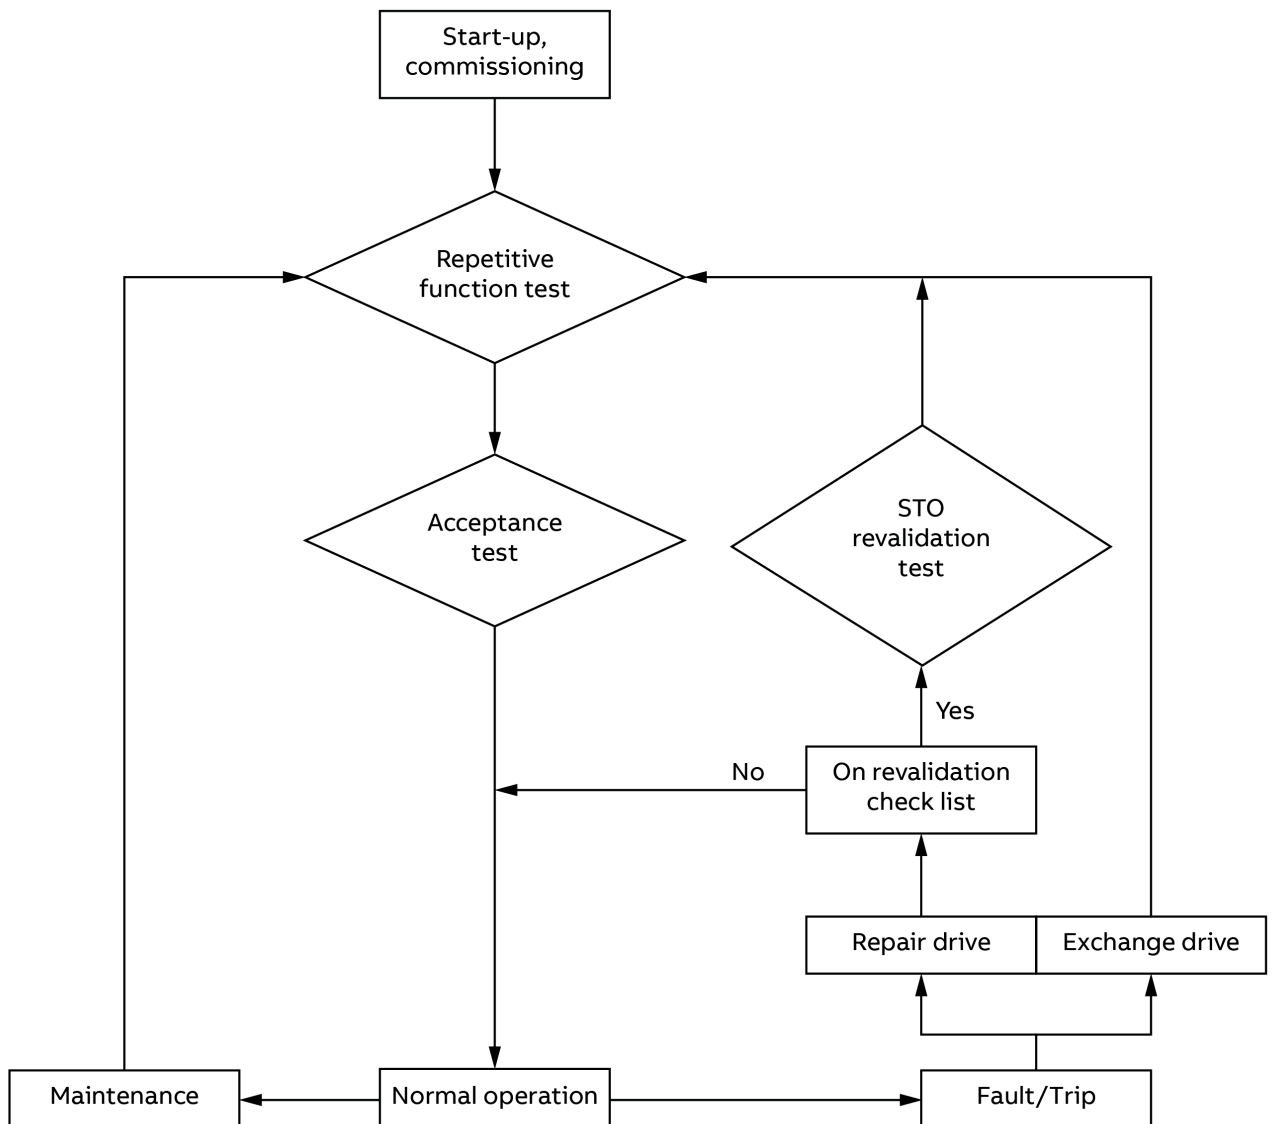 Start-up,
commissioning
Repetitive
function test
Acceptance
test
STO
revalidation
test
Yes
No
On revalidation
check list
Repair drive
Exchange drive
Maintenance
Normal operation
Fault/Trip